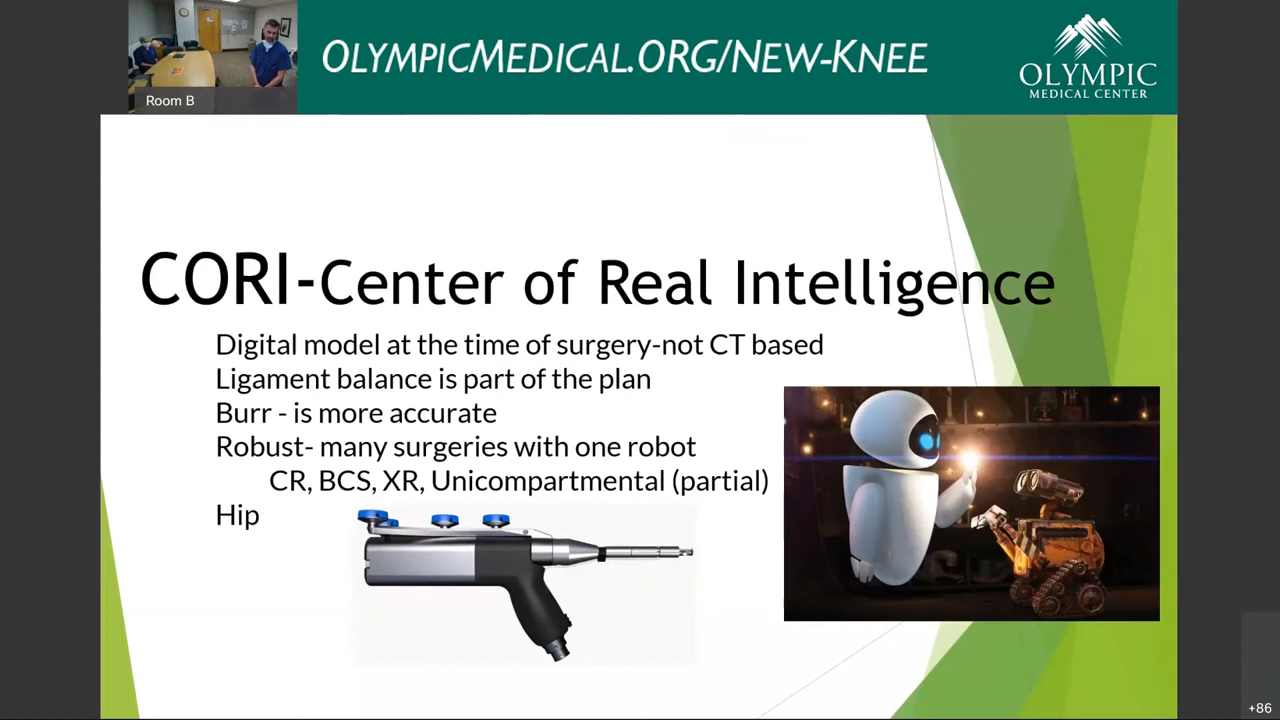 Room B
OLYMPICMEDICAL.ORG/NEW-KNEE
OLYMPIC
MEDICAL CENTER
CORI-Center of Real Intelligence
Digital model at the time of surgery-not CT based
Ligament balance is part of the plan
Burr - is more accurate
Robust- many surgeries with one robot
CR, BCS, XR, Unicompartmental (partial)
Hip
+86